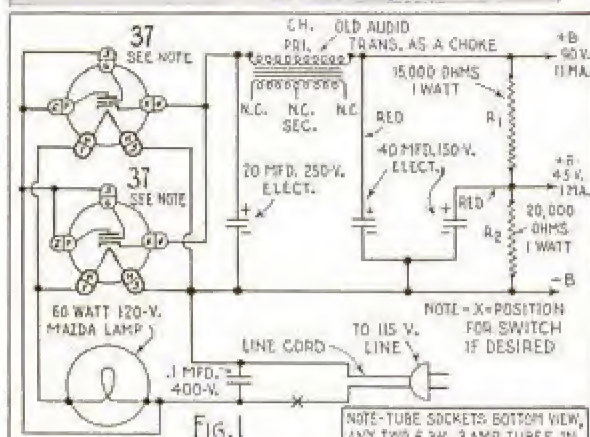 37
SEE NOTE
CH.
PRI.
OLD AUDIO
TRANS. AS A CHOKE
+B
90 V.
11 MA.
15,000 OHMS
1 WATT
R1
N.C.
N.C.
N.C.
SEC.
RED
20 MFD. 250-V.
ELECT.
40 MFD. 150-V.
ELECT.
+B
45 V.
1 MA.
RED
37
SEE NOTE
R2
20,000
OHMS
1 WATT
-B
60 WATT 120-V.
MAZDA LAMP
NOTE = X = POSITION
FOR SWITCH
IF DESIRED
TO 115 V.
LINE
LINE CORD
.1 MFD.
400-V.
X
FIG. 1
NOTE-TUBE SOCKETS BOTTOM VIEW,
ANY TWO